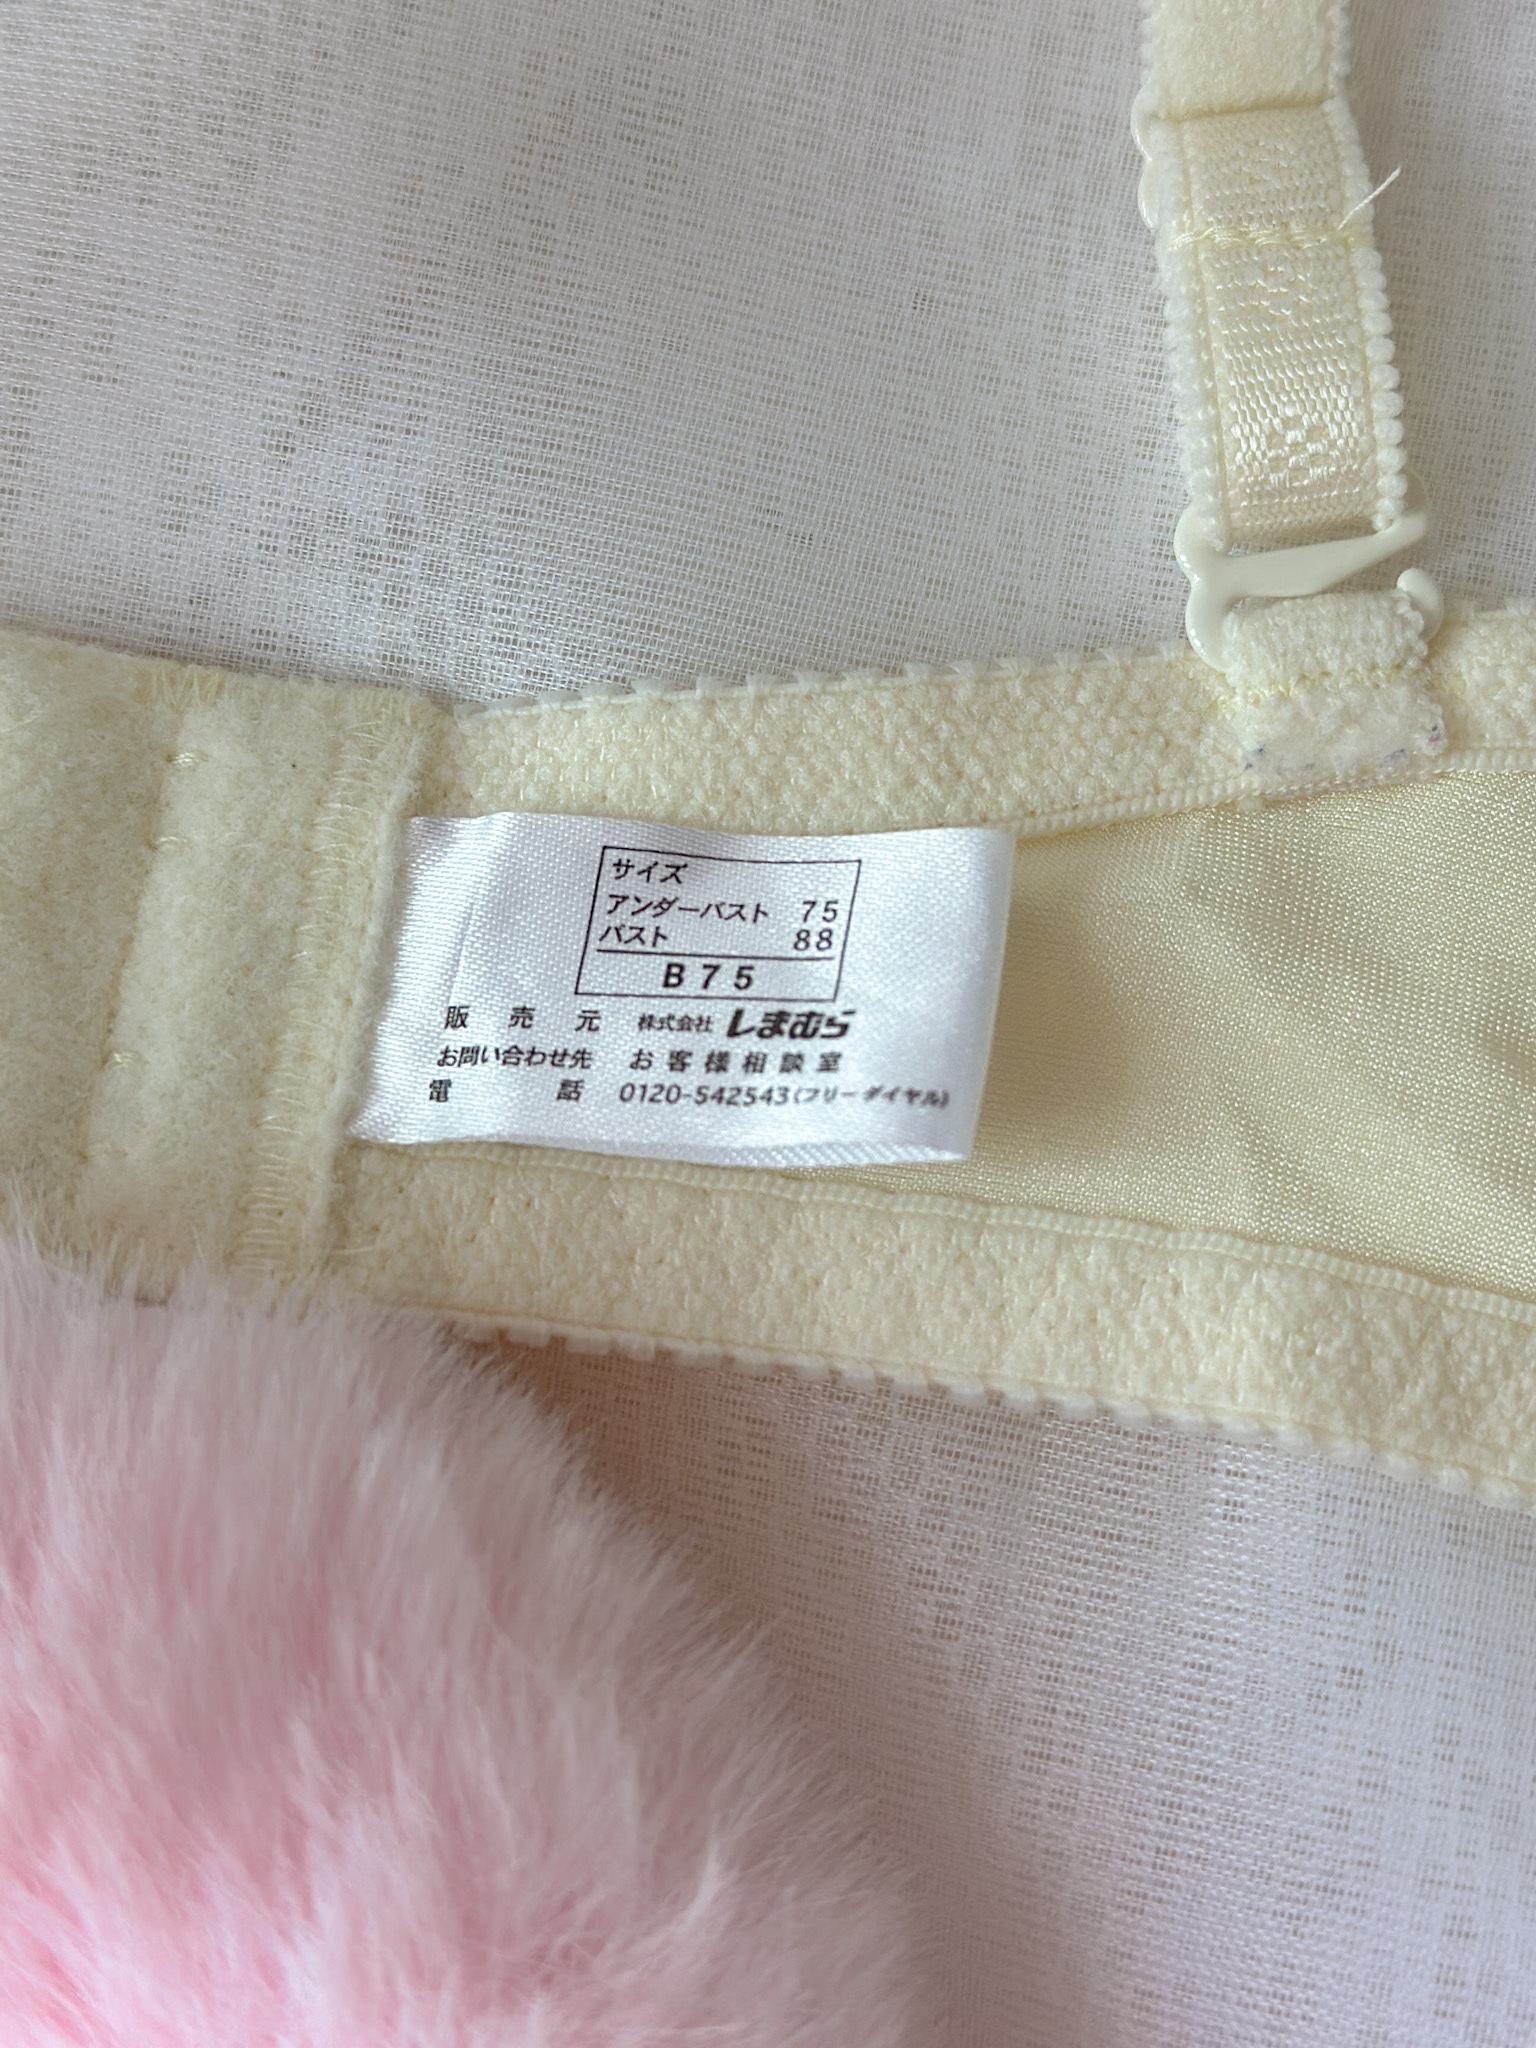 サイズ
アンダーバスト 75
バスト 88
B75
販売元 株式会社 しまむら
お問い合わせ先 お客様相談室
電話 0120-542543(フリーダイヤル)